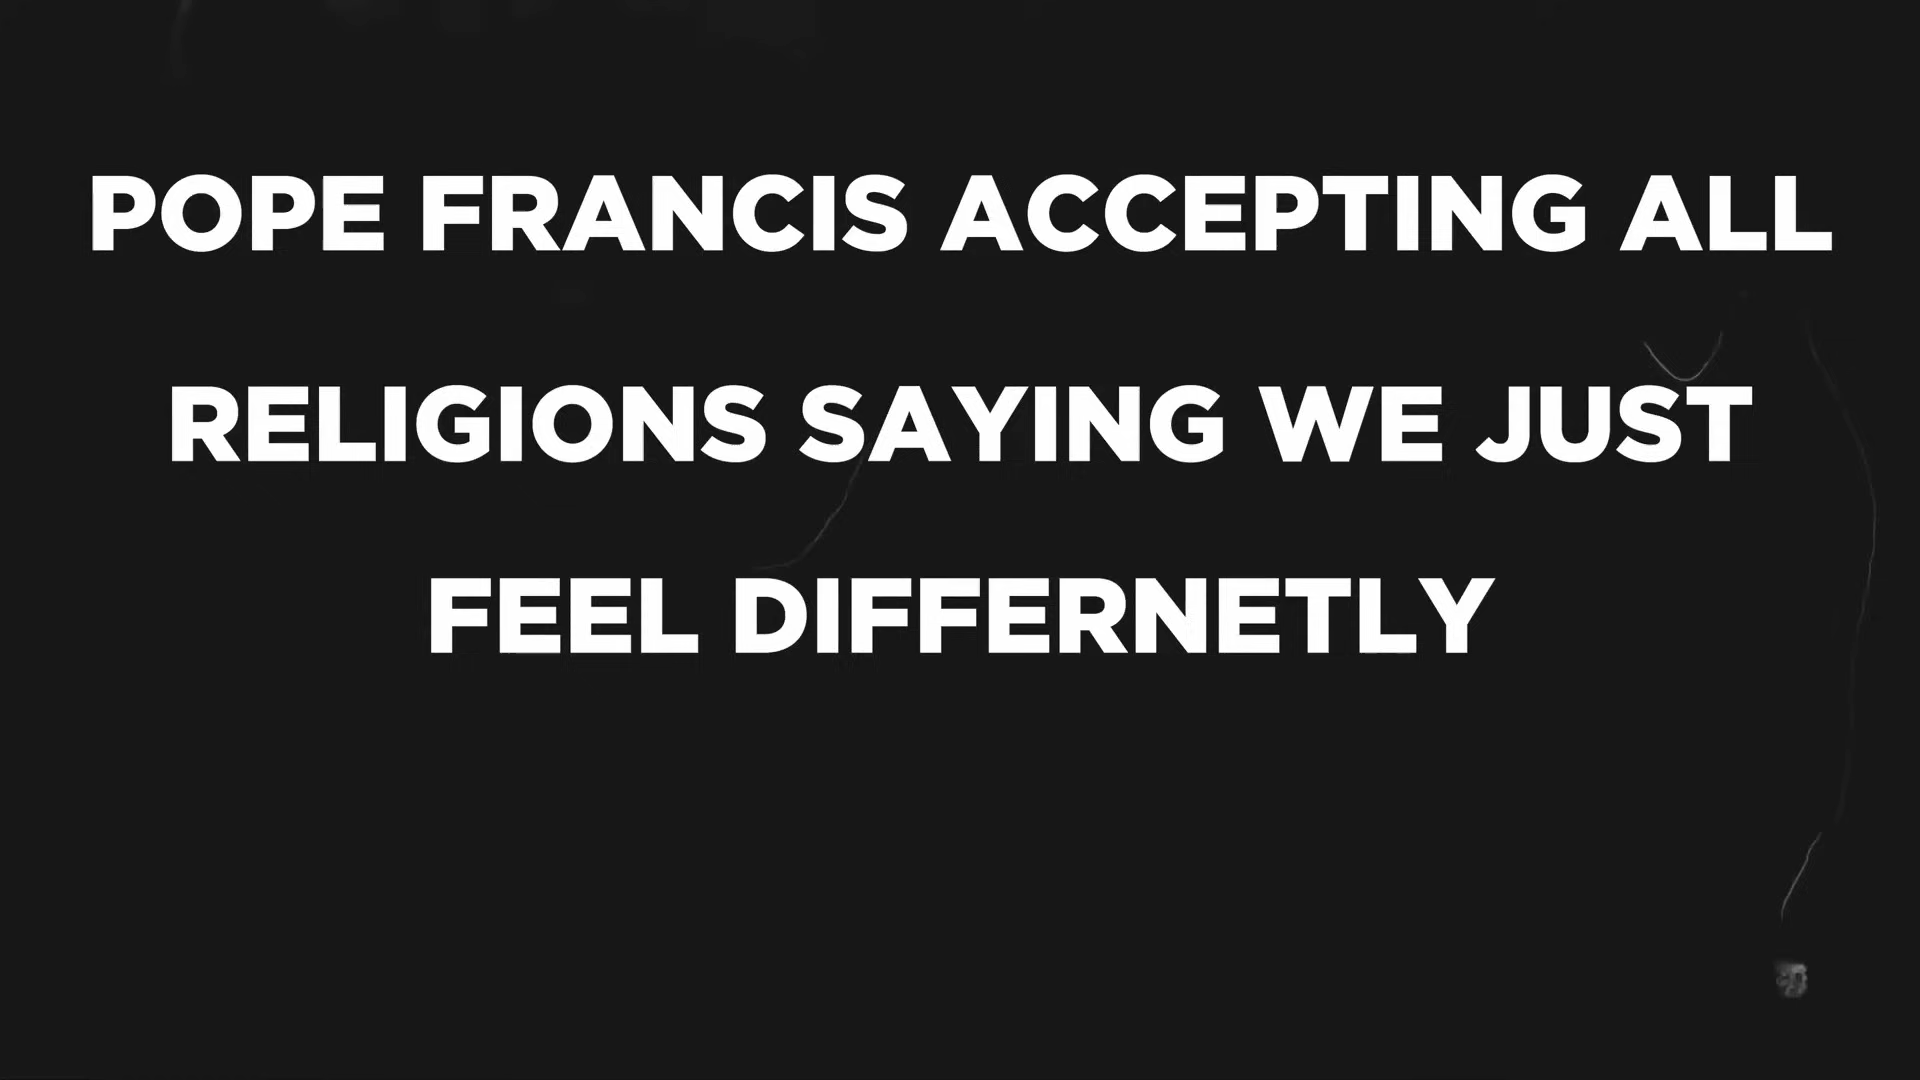 POPE FRANCIS ACCEPTING ALL
RELIGIONS SAYING WE JUST
FEEL DIFFERNETLY